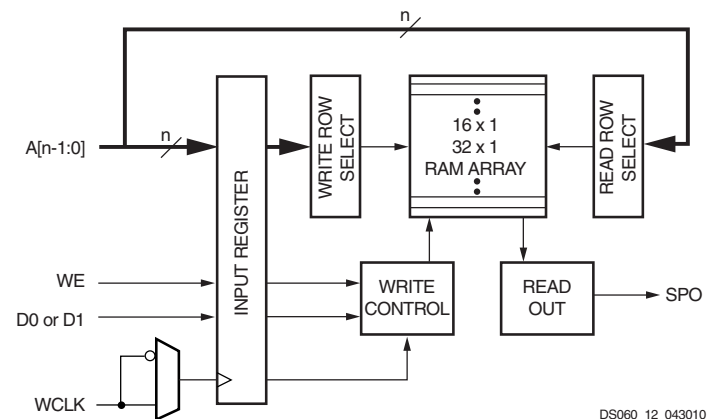 n
A[n-1:0]
n
INPUT REGISTER
WRITE ROW
SELECT
16 x 1
32 x 1
RAM ARRAY
READ ROW
SELECT
WE
D0 or D1
WRITE
CONTROL
READ
OUT
SPO
WCLK
DS060_12_043010